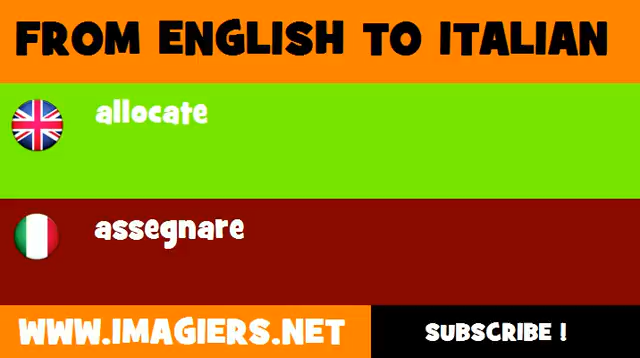 FROM ENGLISH TO ITALIAN
allocate
assegnare
WWW.IMAGIERS.NET
SUBSCRIBE !